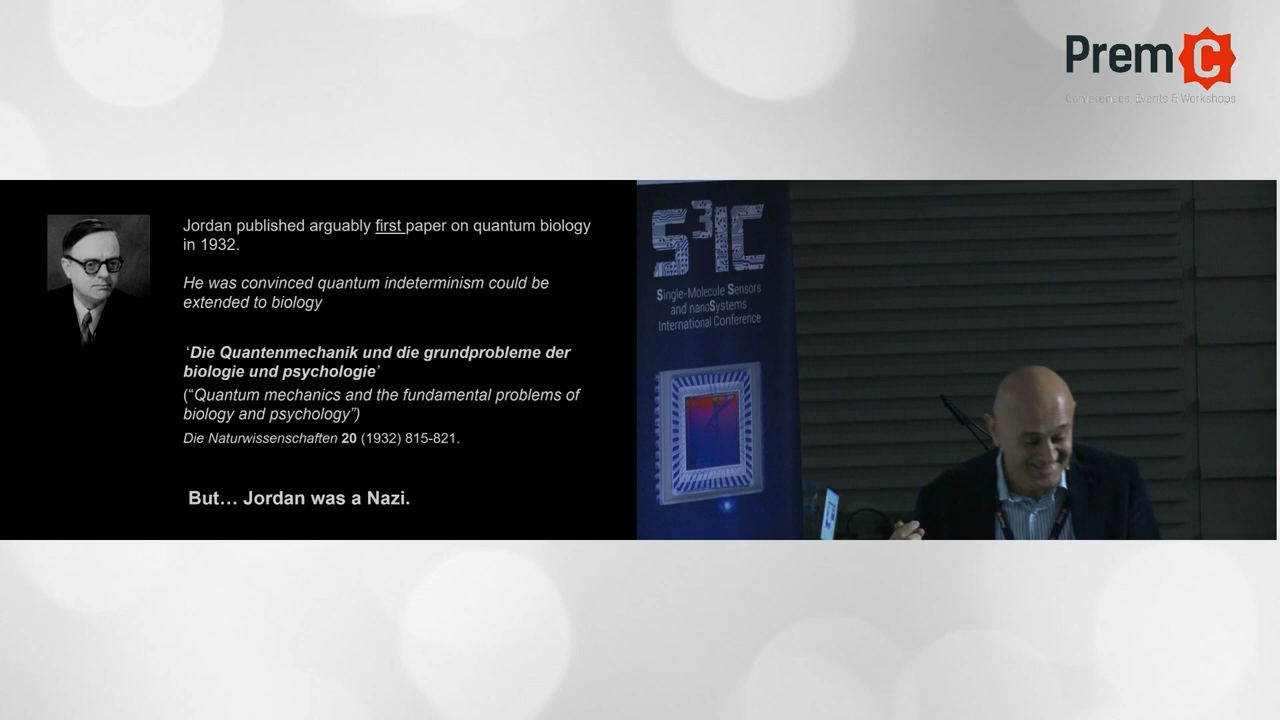 Prem C
Conferences, Events & Workshops
Jordan published arguably first paper on quantum biology
in 1932.
He was convinced quantum indeterminism could be
extended to biology
‘Die Quantenmechanik und die grundprobleme der
biologie und psychologie’
(“Quantum mechanics and the fundamental problems of
biology and psychology”)
Die Naturwissenschaften 20 (1932) 815-821.
But… Jordan was a Nazi.
S3IC
Single-Molecule Sensors
and nanoSystems
International Conference